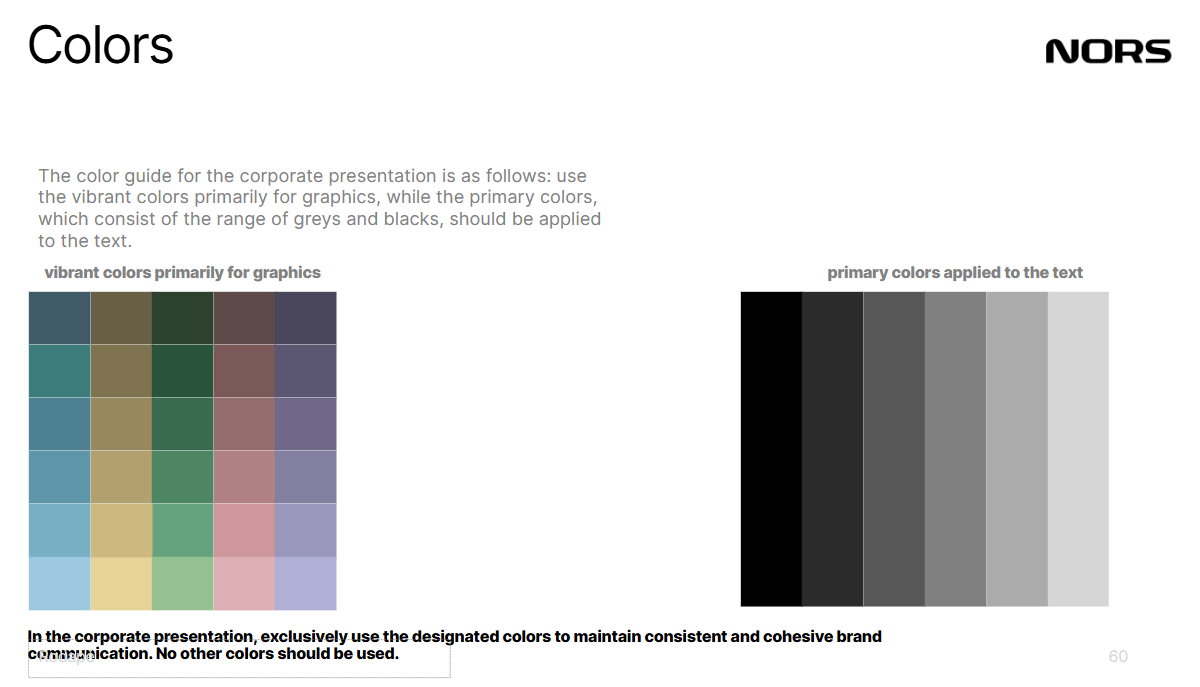 Colors
NORS
The color guide for the corporate presentation is as follows: use
the vibrant colors primarily for graphics, while the primary colors,
which consist of the range of greys and blacks, should be applied
to the text.
vibrant colors primarily for graphics
primary colors applied to the text
In the corporate presentation, exclusively use the designated colors to maintain consistent and cohesive brand
communication. No other colors should be used.
Rodapé
60